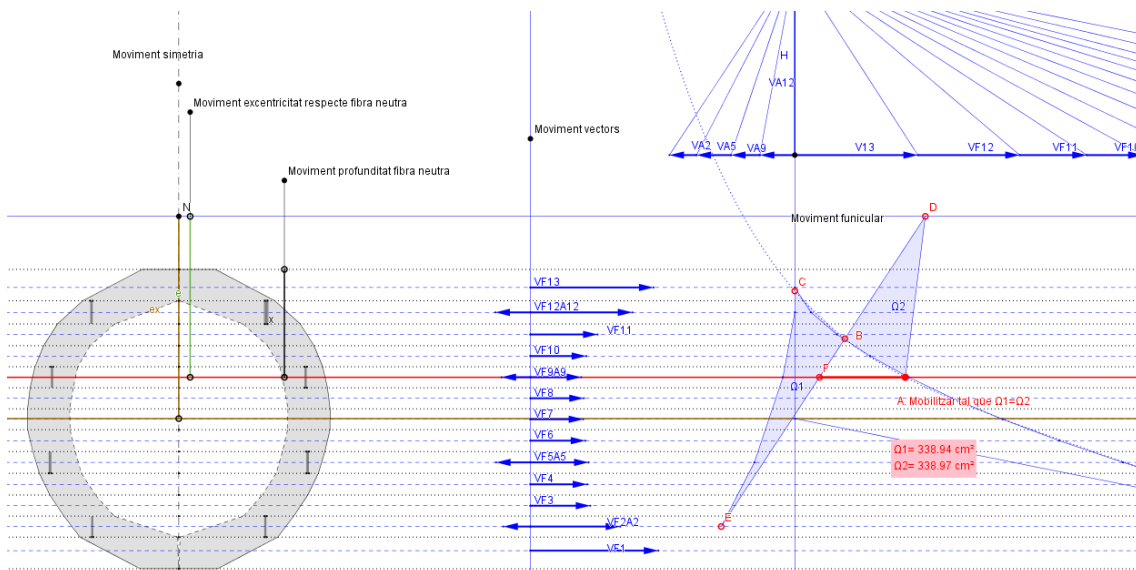 Moviment simetria
Moviment excentricitat respecte fibra neutra
Moviment vectors
Moviment profunditat fibra neutra
N
e
ex
x
H
VA12
VA2
VA5
VA9
V13
VF12
VF11
Moviment funicular
D
C
B
Ω2
F
Ω1
A: Mobilitzar tal que Ω1=Ω2
Ω1= 338.94 cm²
Ω2= 338.97 cm²
E
VF13
VF12A12
VF11
VF10
VF9A9
VF8
VF7
VF6
VF5A5
VF4
VF3
VF2A2
VF1